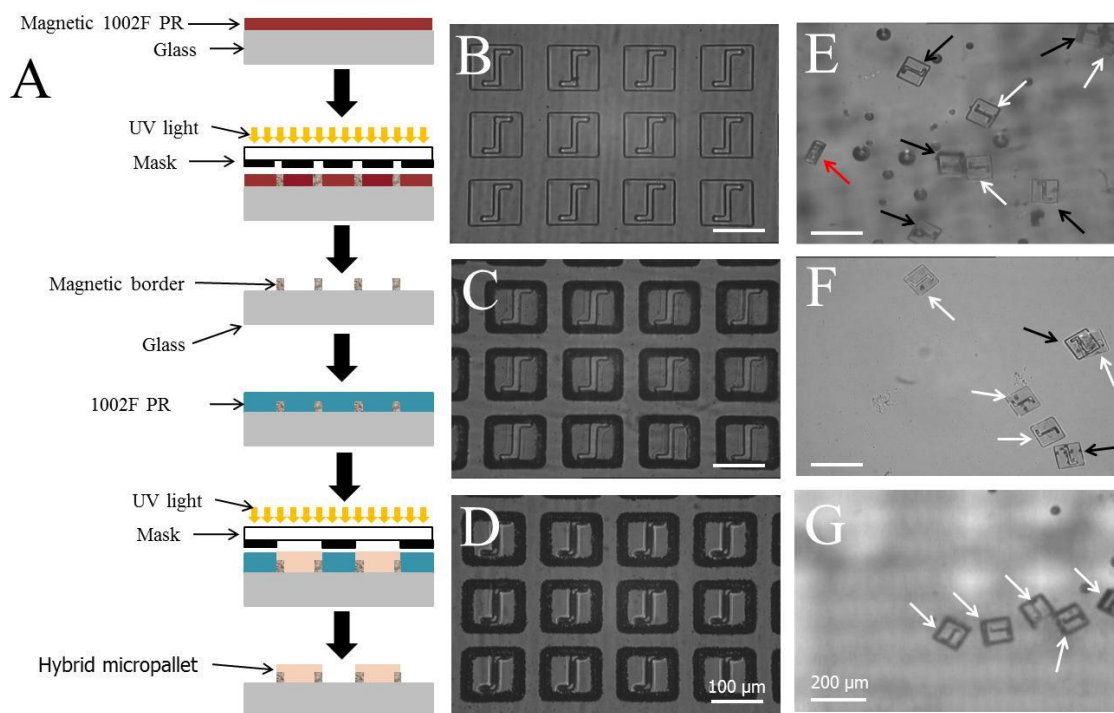 A
Magnetic 1002F PR
Glass
UV light
Mask
Magnetic border
Glass
1002F PR
UV light
Mask
Hybrid micropallet
B
C
D
100 µm
E
F
G
200 µm